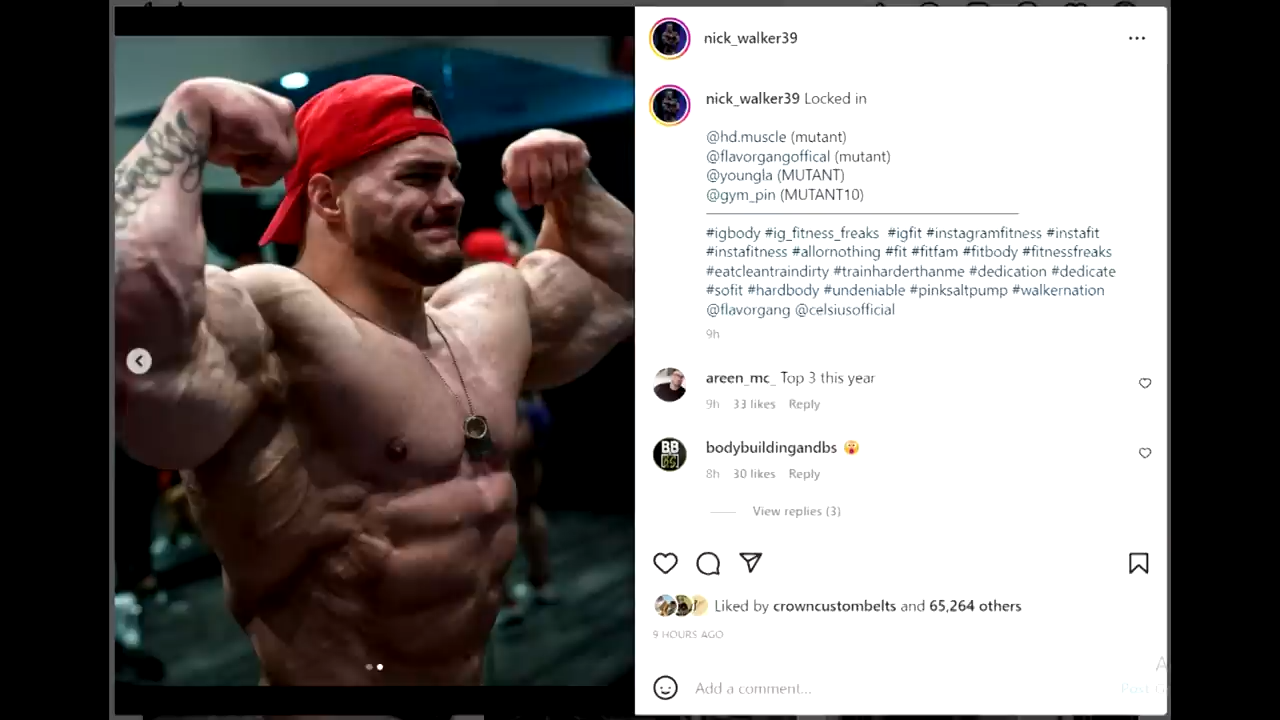 nick_walker39
nick_walker39 Locked in
@hd.muscle (mutant)
@flavorgangoffical (mutant)
@youngla (MUTANT)
@gym_pin (MUTANT10)
#igbody #ig_fitness_freaks #igfit #instagramfitness #instafit
#instafitness #allornothing #fit #fitfam #fitbody #fitnessfreaks
#eatcleantraindirty #trainharderthanme #dedication #dedicate
#sofit #hardbody #undeniable #pinksaltpump #walkernation
@flavorgang @celsiusofficial
9h
areen_mc_ Top 3 this year
9h 33 likes Reply
BB
bodybuildingandbs 😲
8h 30 likes Reply
View replies (3)
Liked by crowncustombelts and 65,264 others
9 HOURS AGO
Add a comment...
Post